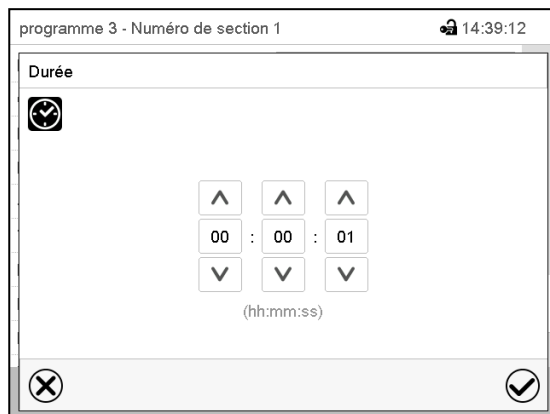 programme 3 - Numéro de section 1 14:39:12
Durée
00 : 00 : 01
(hh:mm:ss)